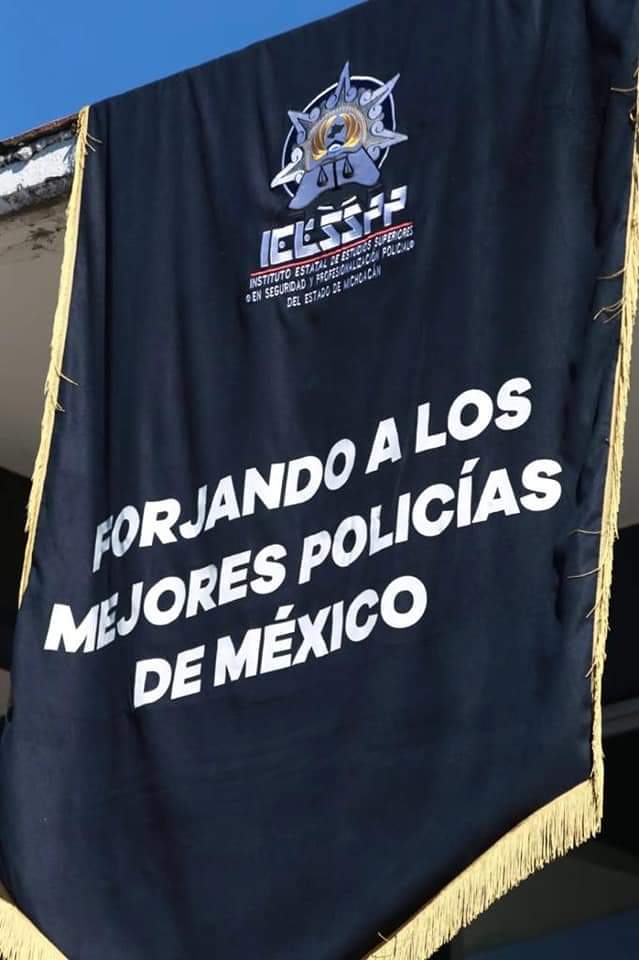 IEESSPP
INSTITUTO ESTATAL DE ESTUDIOS SUPERIORES
EN SEGURIDAD Y PROFESIONALIZACIÓN POLICIAL
DEL ESTADO DE MICHOACÁN
FORJANDO A LOS
MEJORES POLICÍAS
DE MÉXICO